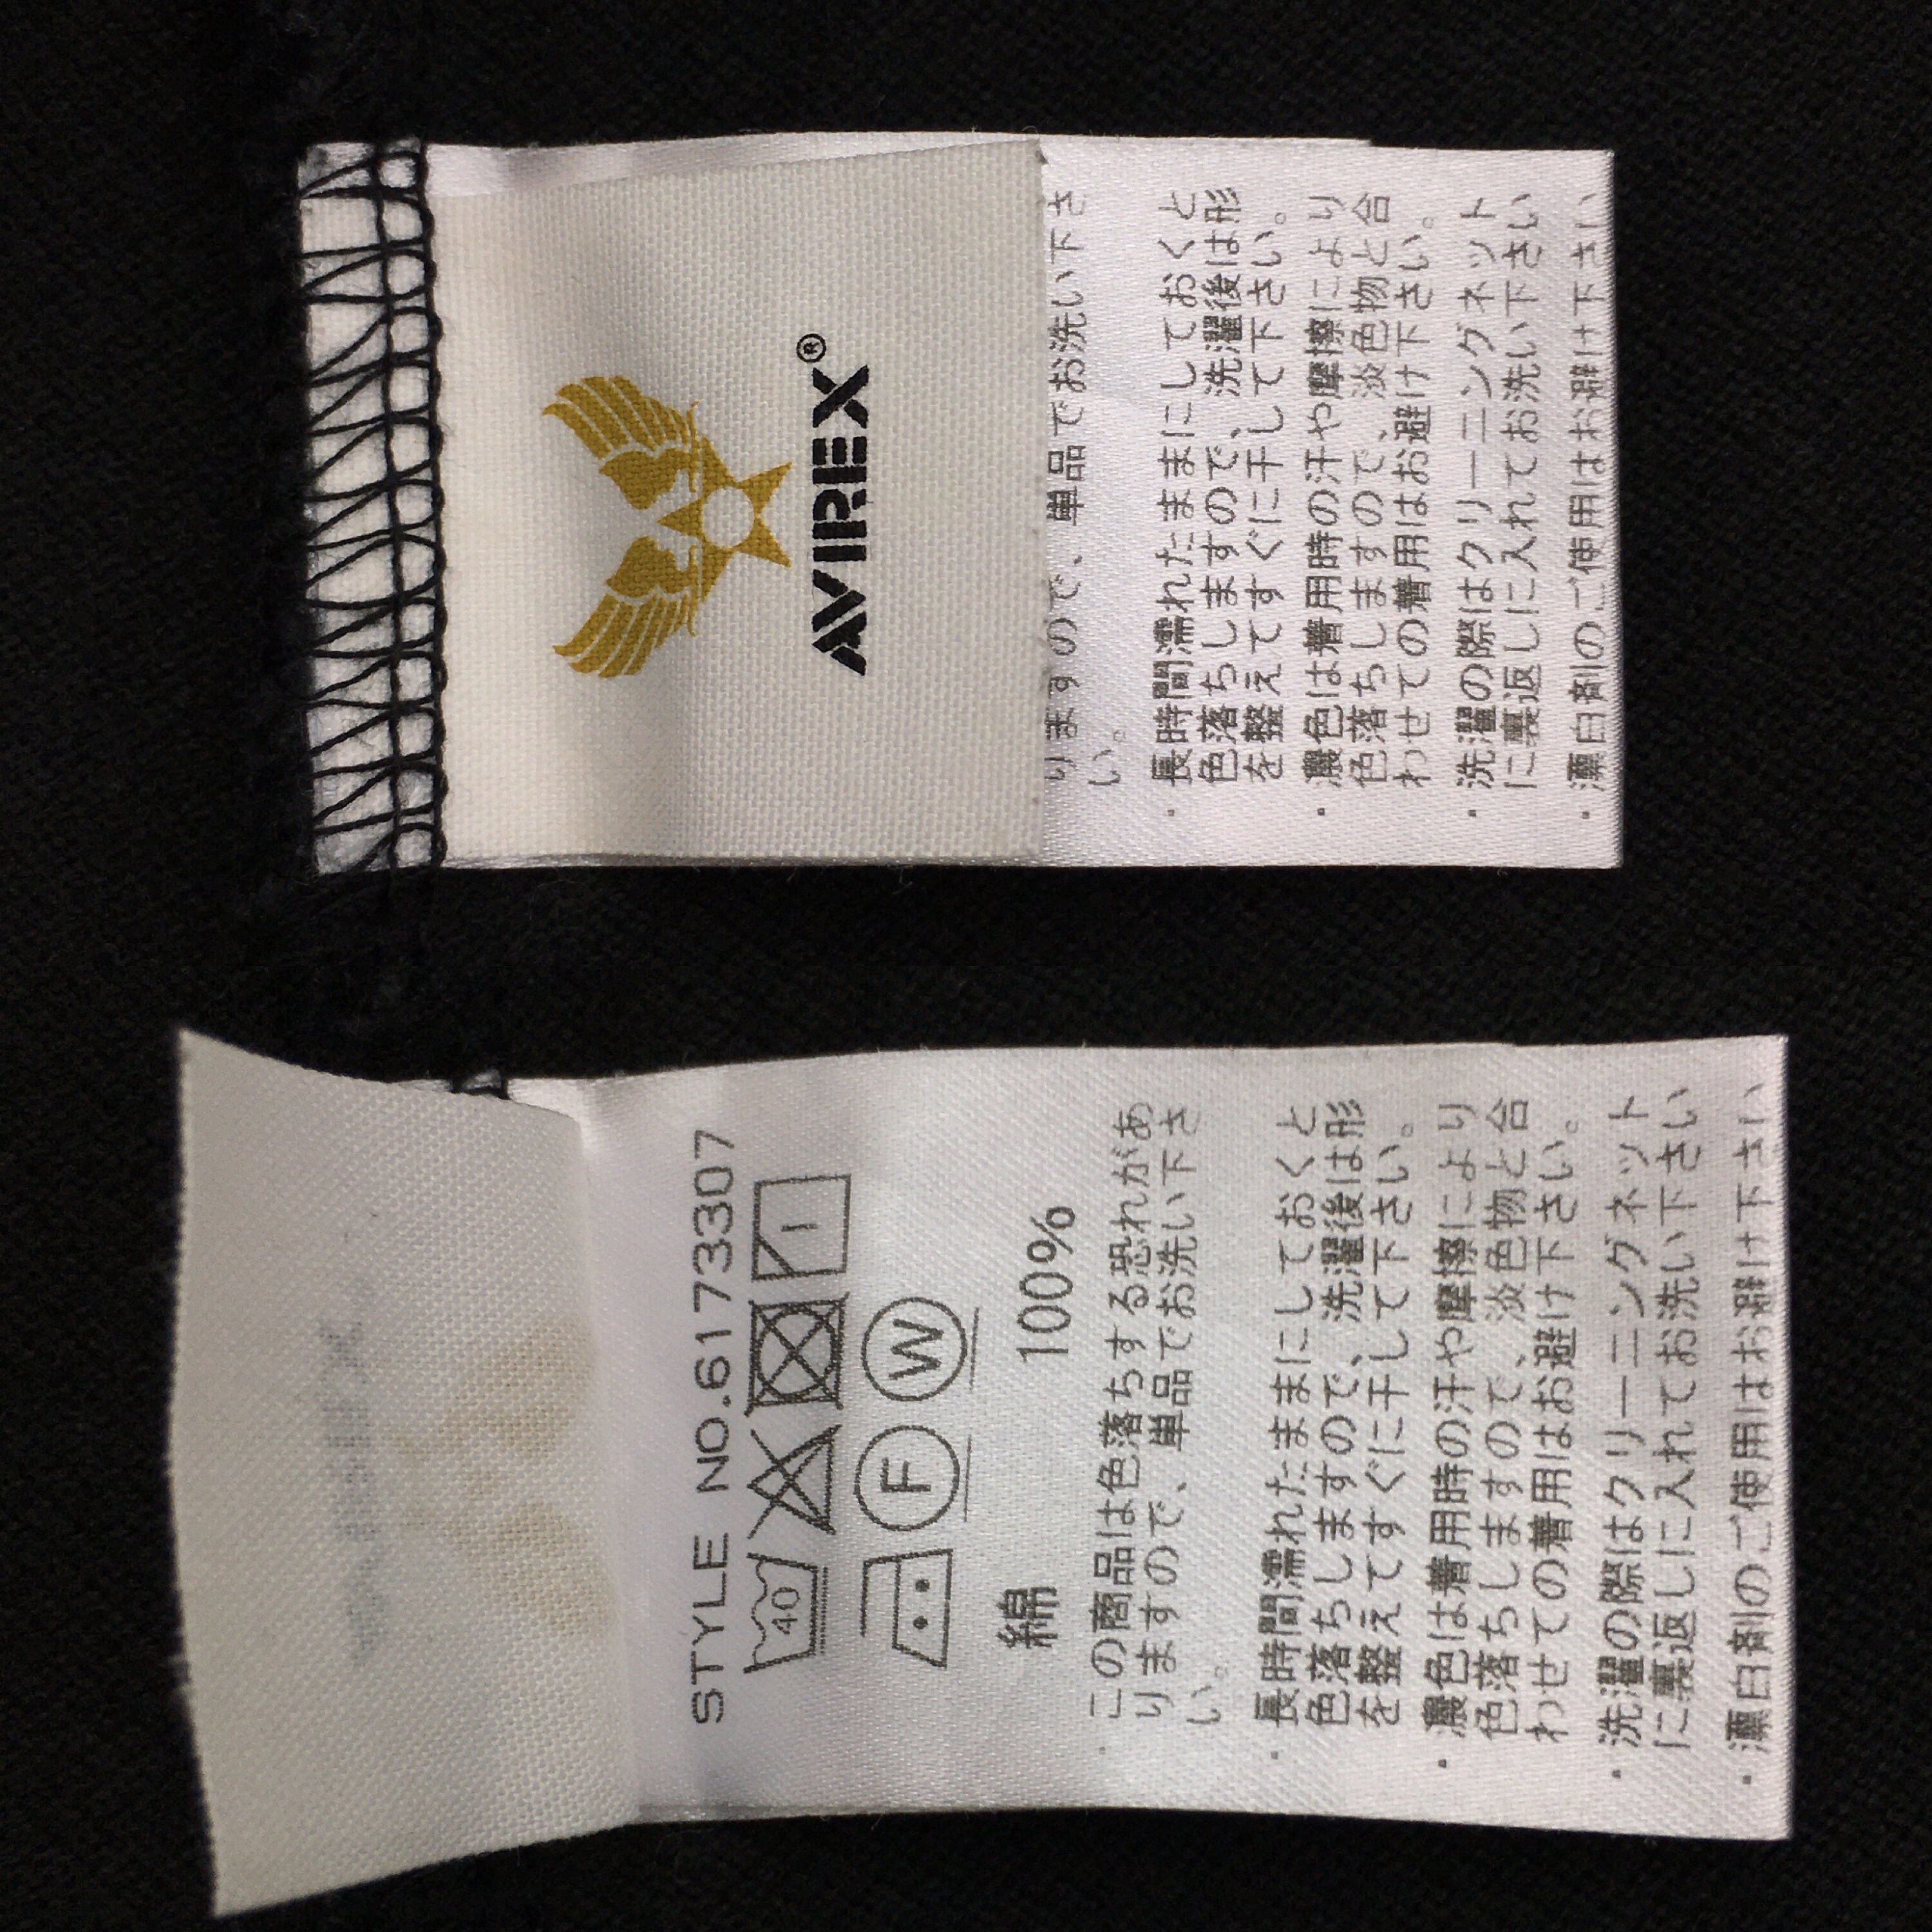 AVIREX®
りますので、単品でお洗い下さ
い。
・長時間濡れたままにしておくと
色落ちしますので、洗濯後は形
を整えてすぐに干して下さい。
・濃色は着用時の汗や摩擦により
色落ちしますので、淡色物と合
わせての着用はお避け下さい。
・洗濯の際はクリーニングネット
に裏返しに入れてお洗い下さい
・漂白剤のご使用はお避け下さい
STYLE NO.6173307
40
F W
綿 100%
・この商品は色落ちする恐れがあ
りますので、単品でお洗い下さ
い。
・長時間濡れたままにしておくと
色落ちしますので、洗濯後は形
を整えてすぐに干して下さい。
・濃色は着用時の汗や摩擦により
色落ちしますので、淡色物と合
わせての着用はお避け下さい。
・洗濯の際はクリーニングネット
に裏返しに入れてお洗い下さい
・漂白剤のご使用はお避け下さい